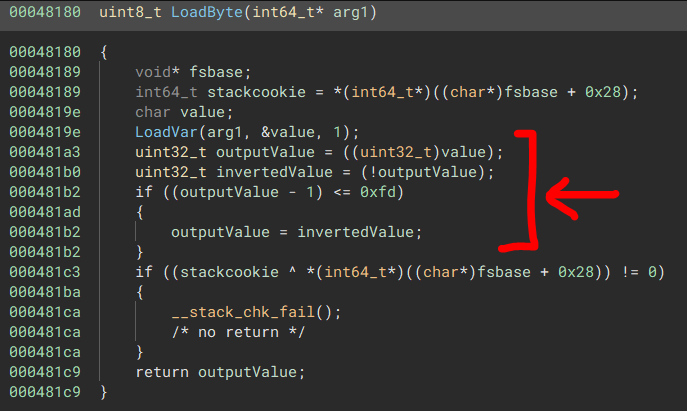 00048180 uint8_t LoadByte(int64_t* arg1)
00048180 {
00048189 void* fsbase;
00048189 int64_t stackcookie = *(int64_t*)((char*)fsbase + 0x28);
0004819e char value;
0004819e LoadVar(arg1, &value, 1);
000481a3 uint32_t outputValue = ((uint32_t)value);
000481b0 uint32_t invertedValue = (!outputValue);
000481b2 if ((outputValue - 1) <= 0xfd)
000481ad {
000481b2 outputValue = invertedValue;
000481b2 }
000481c3 if ((stackcookie ^ *(int64_t*)((char*)fsbase + 0x28)) != 0)
000481ba {
000481ca __stack_chk_fail();
000481ca /* no return */
000481ca }
000481c9 return outputValue;
000481c9 }